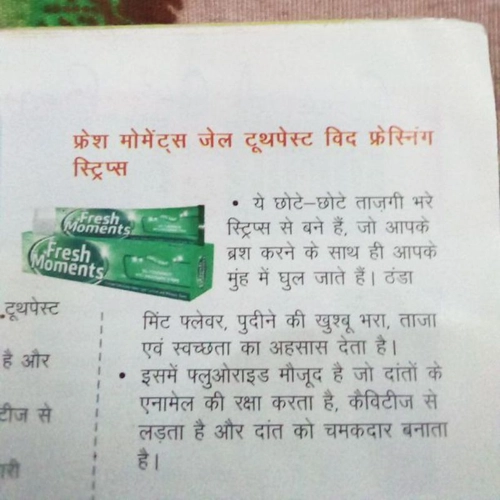 फ्रेश मोमेंट्स जेल टूथपेस्ट विद फ्रेस्निंग
स्ट्रिप्स
• ये छोटे–छोटे ताज़गी भरे
स्ट्रिप्स से बने हैं, जो आपके
ब्रश करने के साथ ही आपके
मुंह में घुल जाते हैं। ठंडा
Fresh
Moments
Fresh
Moments
मिंट फ्लेवर, पुदीने की खुश्बू भरा, ताजा
एवं स्वच्छता का अहसास देता है।
• इसमें फ्लुओराइड मौजूद है जो दांतों के
एनामेल की रक्षा करता है, कैविटीज से
लड़ता है और दांत को चमकदार बनाता
है।
टूथपेस्ट
है और
टीज से